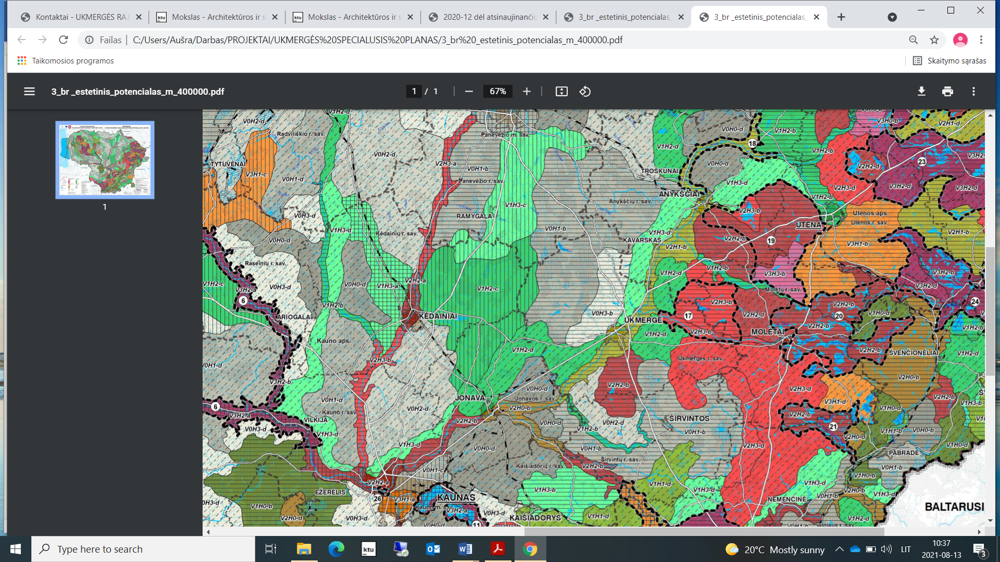 Kontaktai - UKMERGĖS RAJ
Mokslas - Architektūros ir s
Mokslas - Architektūros ir s
2020-12 dėl atsinaujinančio
3_br _estetinis_potencialas_
3_br _estetinis_potencialas_
Failas
C:/Users/Aušra/Darbas/PROJEKTAI/UKMERGĖS%20SPECIALUSIS%20PLANAS/3_br%20_estetinis_potencialas_m_400000.pdf
Taikomosios programos
Skaitymo sąrašas
3_br _estetinis_potencialas_m_400000.pdf
1 / 1
67%
1
V1H2-d
V0H2-d
Radviliškio r. sav.
Panevėžio m. sav.
V0H0-d
V1H2-b
V3H0-b
V2H1-d
18
V0H2-d
V1H2-d
V1H2-b
V3H2-
TYTUVĖNAI
V3H1-c
V0H1-d
V2H3-a
V0H1-b
TROŠKŪNAI
V0H0-d
V2H2-d
23
Panevėžio r. sav.
V1H3-d
V2H3-d
V3H2-d
V3H2-d
ANYKŠČIAI
V1H2-b
Anykščių r. sav.
V1H3-c
V0H3-d
RAMYGALA
V2H3-b
Utenos aps.
Utenos r. sav.
UTENA
V1H3-d
V0H1-b
V1H3-d
V2H1-b
Kėdainių r. sav.
KAVARSKAS
V2H2-b
19
V3H1-b
V0H0-d
V2H1-b
Raseinių r. sav.
V1H2-d
V1H2-b
V3H3-b
V3H2-b
V1H2-c
V3H2-a
V0H3-d
V0H0-d
V1H3-a
V2H2-a
V1H2-c
V3H2-d
Molėtų r. sav.
6
V1H2-b
V2H3-b
V2H2-b
24
ARIOGALA
KĖDAINIAI
V0H3-b
UKMERGĖ
17
V2H2-d
20
V1H0-d
V2H3-b
MOLĖTAI
V2H2-b
V1H2-b
Kauno aps.
V1H2-d
V1H2-d
V2H2-b
ŠVENČIONĖLIAI
V1H2-d
V2H3-b
Ukmergės r. sav.
V0H1-d
V3H2-b
V0H0-d
V2H2-b
V2H3-d
V2H0-b
JONAVA
Jonavos r. sav.
V0H1-d
V3H1-d
V2H2-b
V1H3-b
6
V0H2-d
V2H0-b
V1H0-d
Kauno r. sav.
V3H2-a
VILKIJA
V2H2-b
V0H0-d
V0H2-d
ŠIRVINTOS
V2H2-b
V0H3-d
V1H3-d
V1H2-b
V0H1-b
21
V1H1-b
V0H0-b
V2H0-d
V1H3-d
V0H0-d
V0H1-b
V2H3-d
V1H0-d
PABRADĖ
Kaišiadorių r. sav.
V2H2-b
Širvintų r. sav.
V0H1-c
V0H1-b
V2H2-a
V1H0-b
EŽERĖLIS
V1H3-b
V1H1-d
V1H3-d
V1H3-d
V2H0-b
V1H3-d
26
V3H1-a
KAUNAS
NEMENČINĖ
V0H1-b
V0H3-d
V1H0-b
Kauno m. sav.
V3H2-a
V0H3-d
BALTARUSI
V2H0-d
V0H3-d
KAIŠIADORYS
V1H1-d
V1H2-d
V0H0-d
11
V0H1-b
Vilniaus r. sav.
Type here to search
20°C Mostly sunny
LIT
10:37
2021-08-13
3